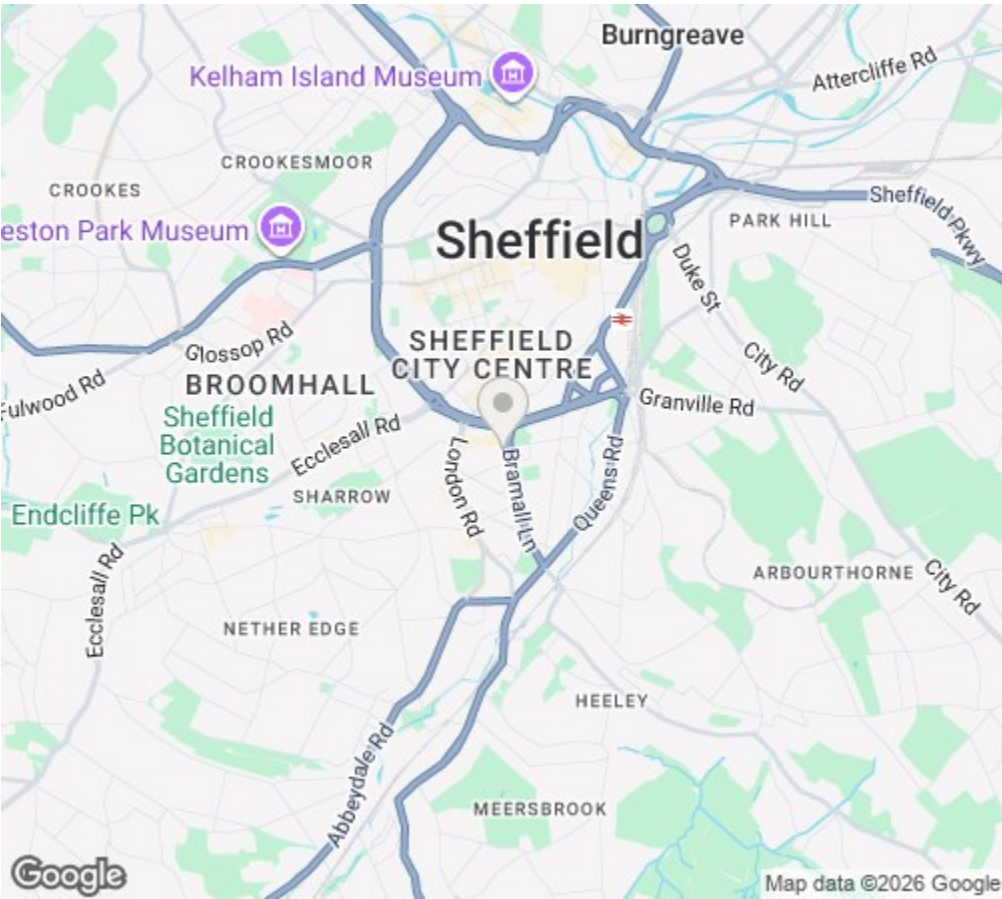 Burngreave
Kelham Island Museum
Attercliffe Rd
CROOKESMOOR
CROOKES
Sheffield Pkwy
eston Park Museum
PARK HILL
Sheffield
Duke St
SHEFFIELD
CITY CENTRE
Glossop Rd
City Rd
BROOMHALL
Fulwood Rd
Granville Rd
Sheffield
Botanical
Gardens
Ecclesall Rd
London Rd
Bramall Ln
Queens Rd
SHARROW
Endcliffe Pk
Ecclesall Rd
ARBOURTHORNE
City Rd
NETHER EDGE
HEELEY
Abbeydale Rd
MEERSBROOK
Google
Map data ©2026 Google